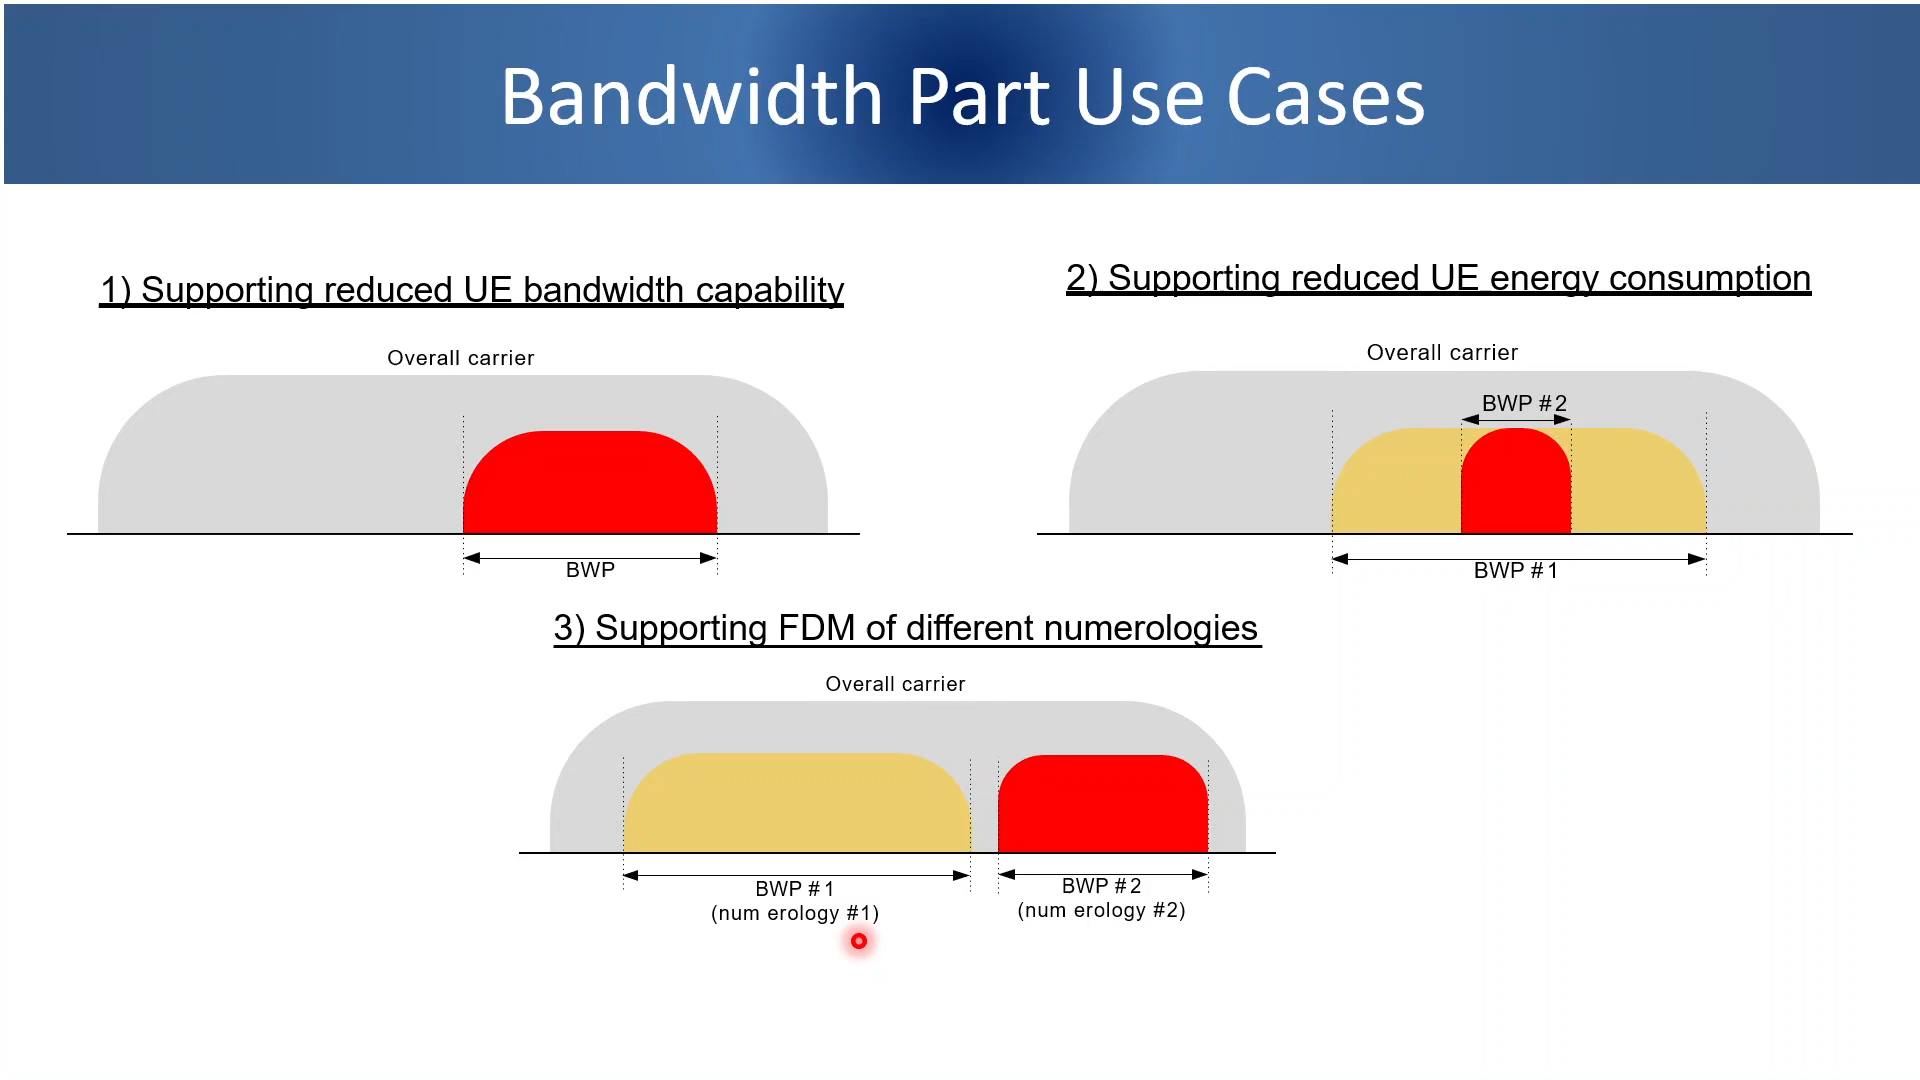 Bandwidth Part Use Cases
1) Supporting reduced UE bandwidth capability
Overall carrier
BWP
2) Supporting reduced UE energy consumption
Overall carrier
BWP #2
BWP #1
3) Supporting FDM of different numerologies
Overall carrier
BWP #1
(num erology #1)
BWP #2
(num erology #2)